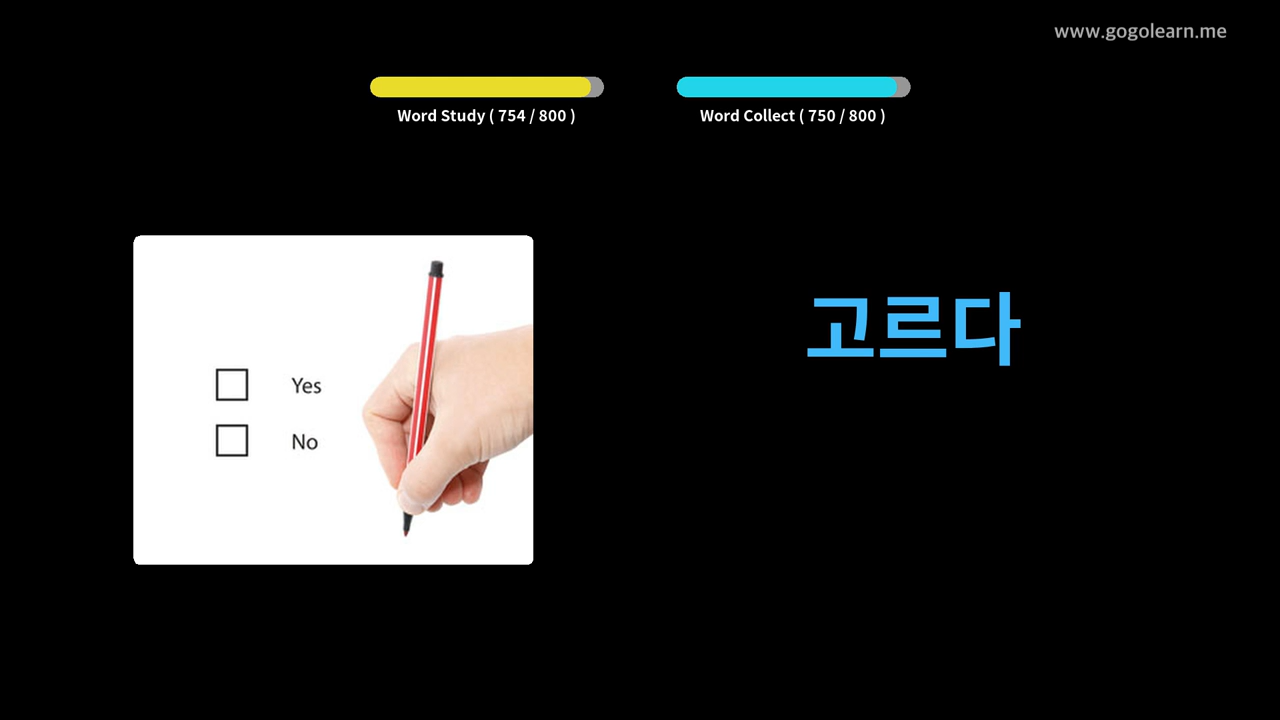 www.gogolearn.me
Word Study ( 754 / 800 )
Word Collect ( 750 / 800 )
Yes
No
고르다